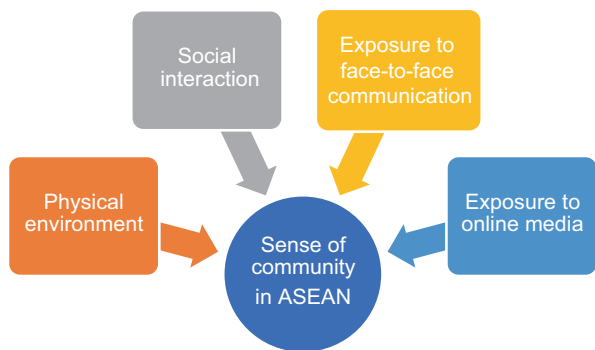 Social
interaction
Exposure to
face-to-face
communication
Physical
environment
Exposure to
online media
Sense of
community
in ASEAN